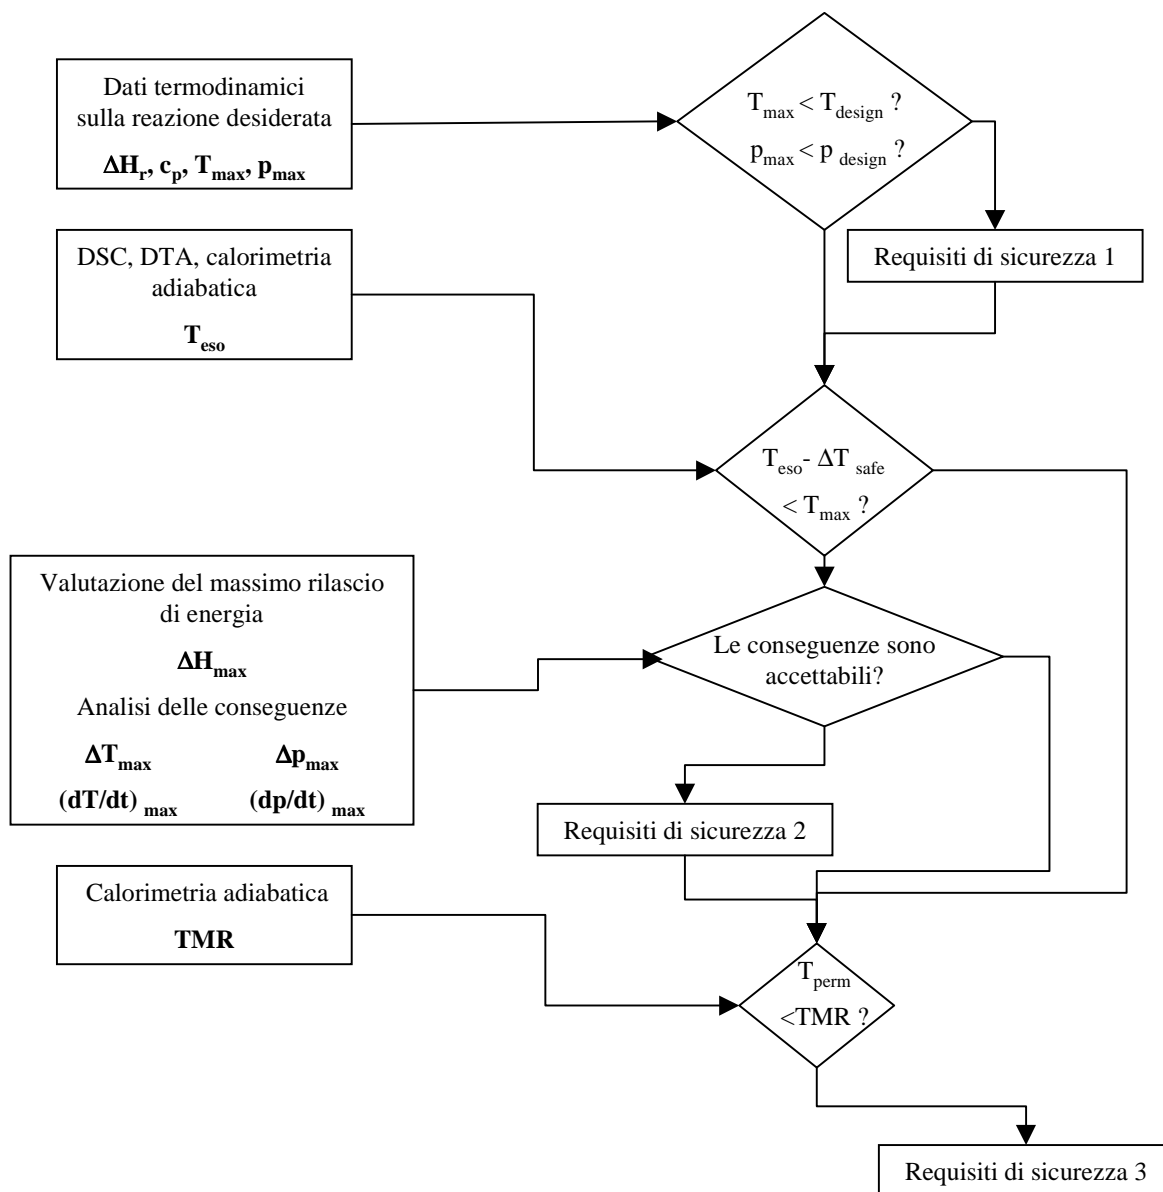 Dati termodinamici
sulla reazione desiderata
ΔHr, cp, Tmax, pmax
Tmax < Tdesign ?
pmax < p design ?
Requisiti di sicurezza 1
DSC, DTA, calorimetria
adiabatica
Teso
Teso- ΔT safe
< Tmax ?
Valutazione del massimo rilascio
di energia
ΔHmax
Analisi delle conseguenze
ΔTmax Δpmax
(dT/dt) max (dp/dt) max
Le conseguenze sono
accettabili?
Requisiti di sicurezza 2
Calorimetria adiabatica
TMR
Tperm
<TMR ?
Requisiti di sicurezza 3